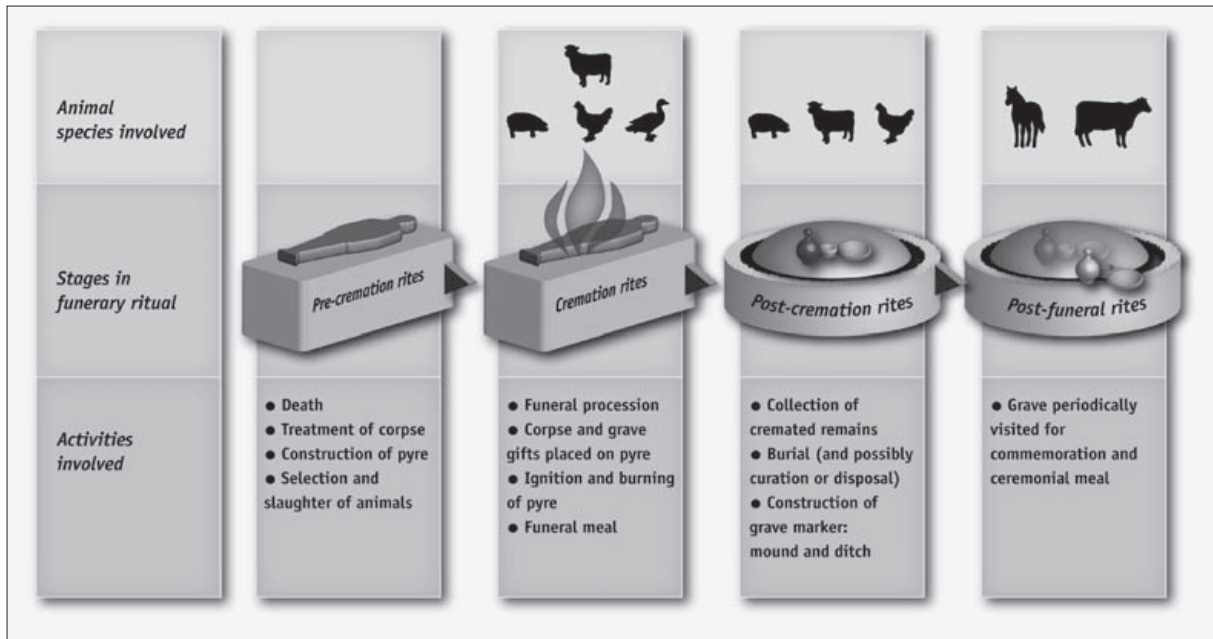 Animal
species involved
Stages in
funerary ritual
Pre-cremation rites
Cremation rites
Post-cremation rites
Post-funeral rites
Activities
involved
● Death
● Treatment of corpse
● Construction of pyre
● Selection and
slaughter of animals
● Funeral procession
● Corpse and grave
gifts placed on pyre
● Ignition and burning
of pyre
● Funeral meal
● Collection of
cremated remains
● Burial (and possibly
curation or disposal)
● Construction of
grave marker:
mound and ditch
● Grave periodically
visited for
commemoration and
ceremonial meal